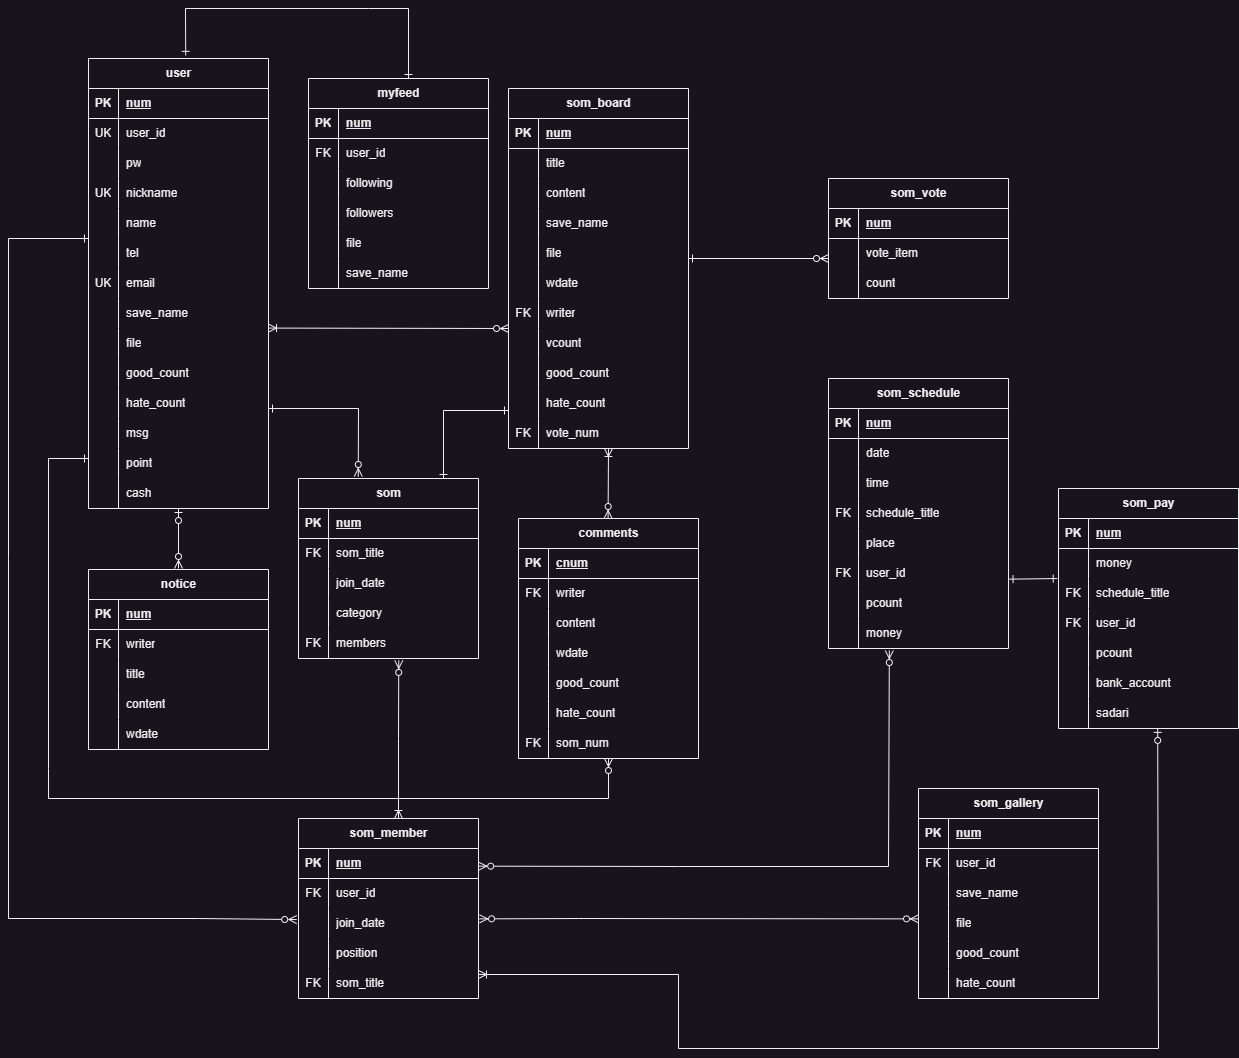 user
PK num
UK user_id
pw
UK nickname
name
tel
UK email
save_name
file
good_count
hate_count
msg
point
cash
myfeed
PK num
FK user_id
following
followers
file
save_name
som_board
PK num
title
content
save_name
file
wdate
FK writer
vcount
good_count
hate_count
FK vote_num
som_vote
PK num
vote_item
count
som_schedule
PK num
date
time
FK schedule_title
place
FK user_id
pcount
money
som_pay
PK num
money
FK schedule_title
FK user_id
pcount
bank_account
sadari
som
PK num
FK som_title
join_date
category
FK members
comments
PK cnum
FK writer
content
wdate
good_count
hate_count
FK som_num
notice
PK num
FK writer
title
content
wdate
som_member
PK num
FK user_id
join_date
position
FK som_title
som_gallery
PK num
FK user_id
save_name
file
good_count
hate_count